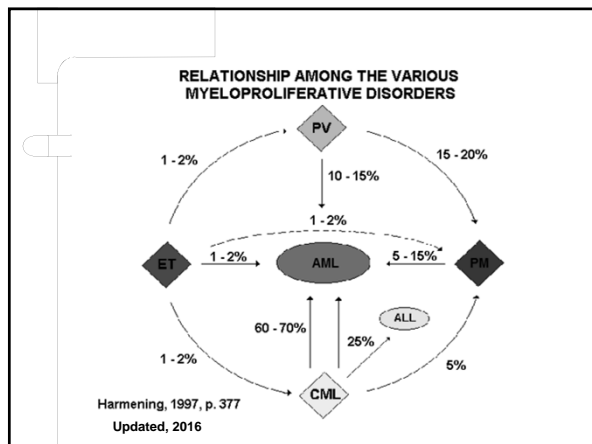 RELATIONSHIP AMONG THE VARIOUS
MYELOPROLIFERATIVE DISORDERS
PV
1 - 2%
15 - 20%
10 - 15%
1 - 2%
ET
1 - 2%
AML
5 - 15%
PM
60 - 70%
25%
ALL
1 - 2%
5%
CML
Harmening, 1997, p. 377
Updated, 2016